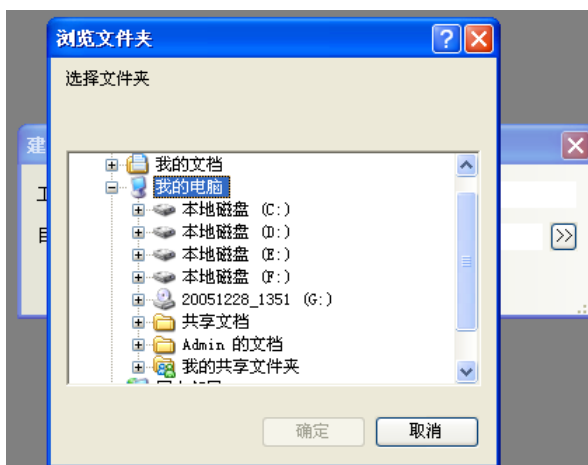 浏览文件夹
选择文件夹
建
我的文档
我的电脑
本地磁盘 (C:)
本地磁盘 (D:)
本地磁盘 (E:)
本地磁盘 (F:)
20051228_1351 (G:)
共享文档
Admin 的文档
我的共享文件夹
确定
取消